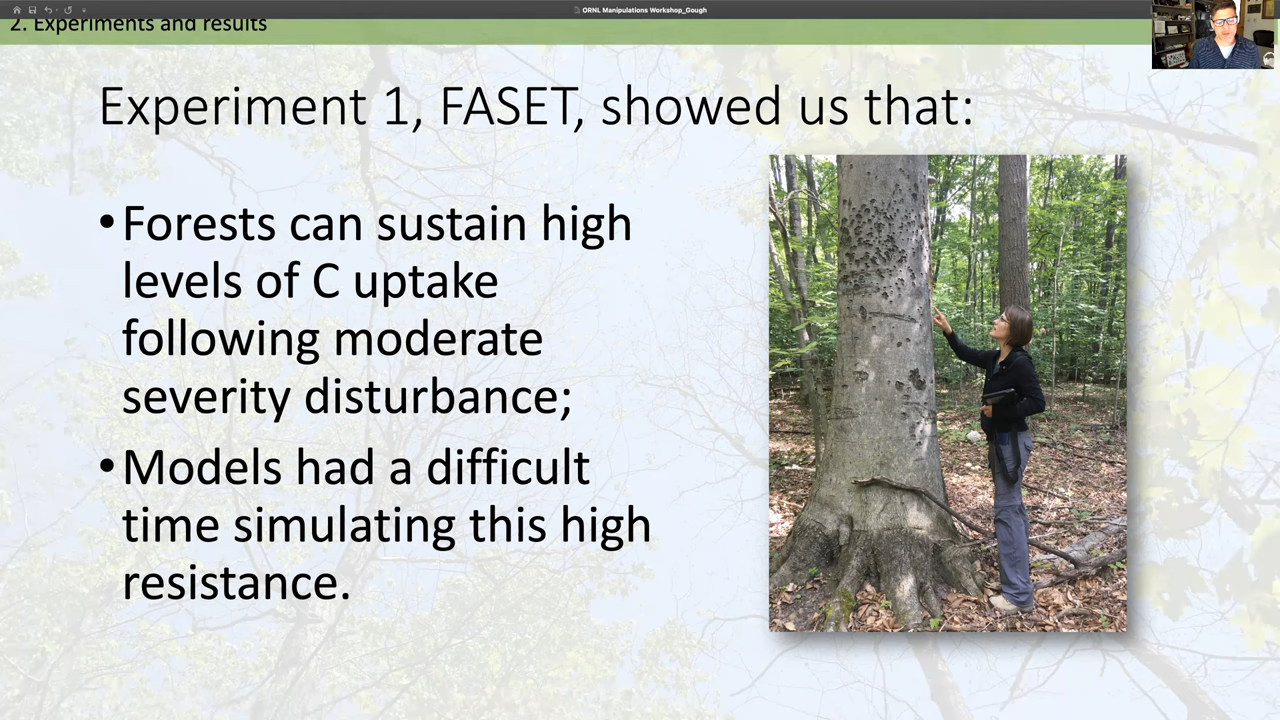 ORNL Manipulations Workshop_Gough
2. Experiments and results
Experiment 1, FASET, showed us that:
•Forests can sustain high
levels of C uptake
following moderate
severity disturbance;
•Models had a difficult
time simulating this high
resistance.